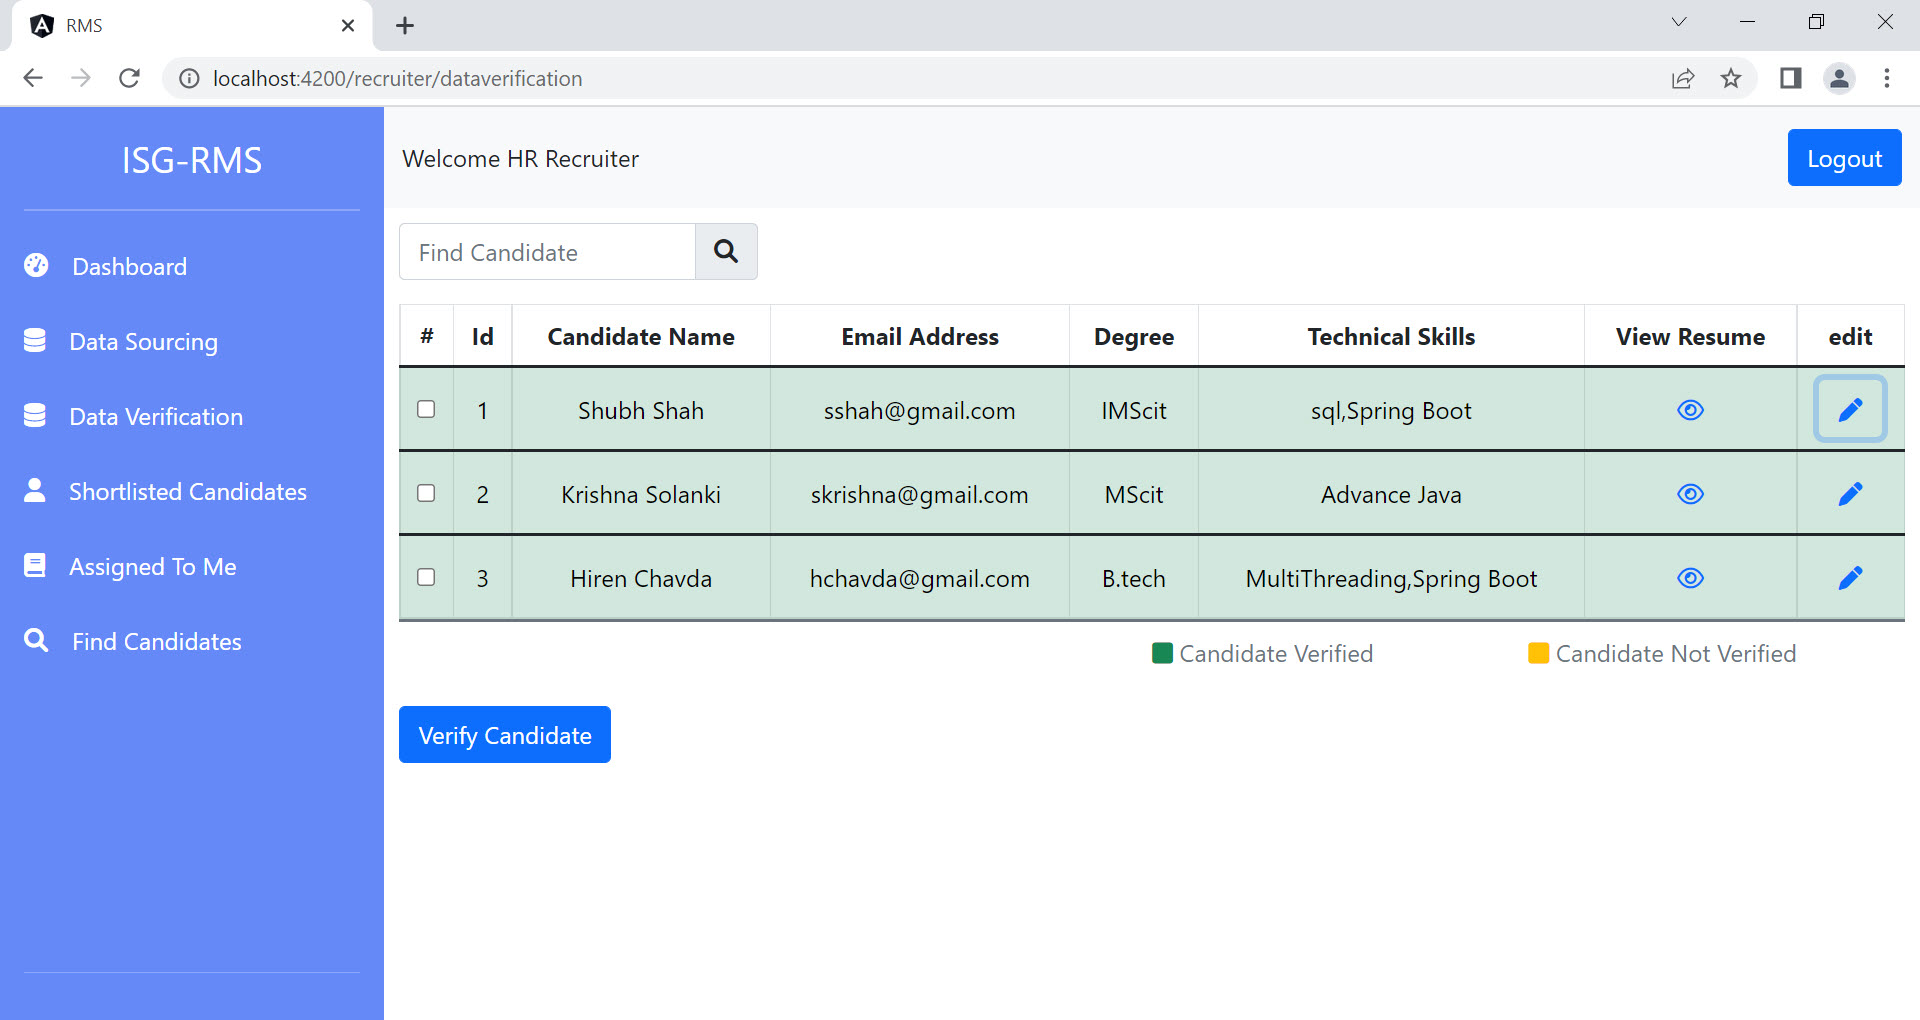 RMS
localhost:4200/recruiter/dataverification
ISG-RMS
Dashboard
Data Sourcing
Data Verification
Shortlisted Candidates
Assigned To Me
Find Candidates
Welcome HR Recruiter
Logout
Find Candidate
# Id Candidate Name Email Address Degree Technical Skills View Resume edit
1 Shubh Shah sshah@gmail.com IMScit sql,Spring Boot
2 Krishna Solanki skrishna@gmail.com MScit Advance Java
3 Hiren Chavda hchavda@gmail.com B.tech MultiThreading,Spring Boot
Candidate Verified Candidate Not Verified
Verify Candidate